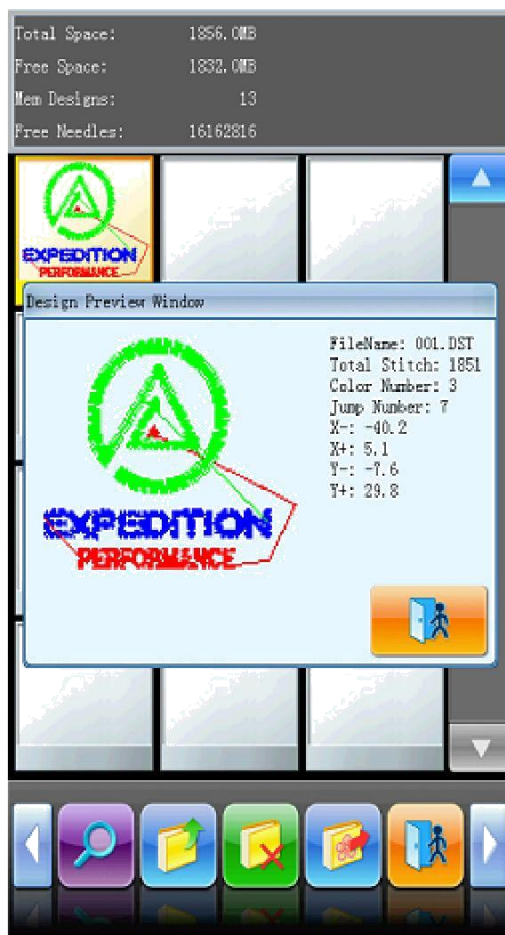 Total Space: 1856.0MB
Free Space: 1832.0MB
Mem Designs: 13
Free Needles: 16162816
EXPEDITION
PERFORMANCE
Design Preview Window
FileName: 001.DST
Total Stitch: 1851
Color Number: 3
Jump Number: 7
X-: -40.2
X+: 5.1
Y-: -7.6
Y+: 29.8
EXPEDITION
PERFORMANCE